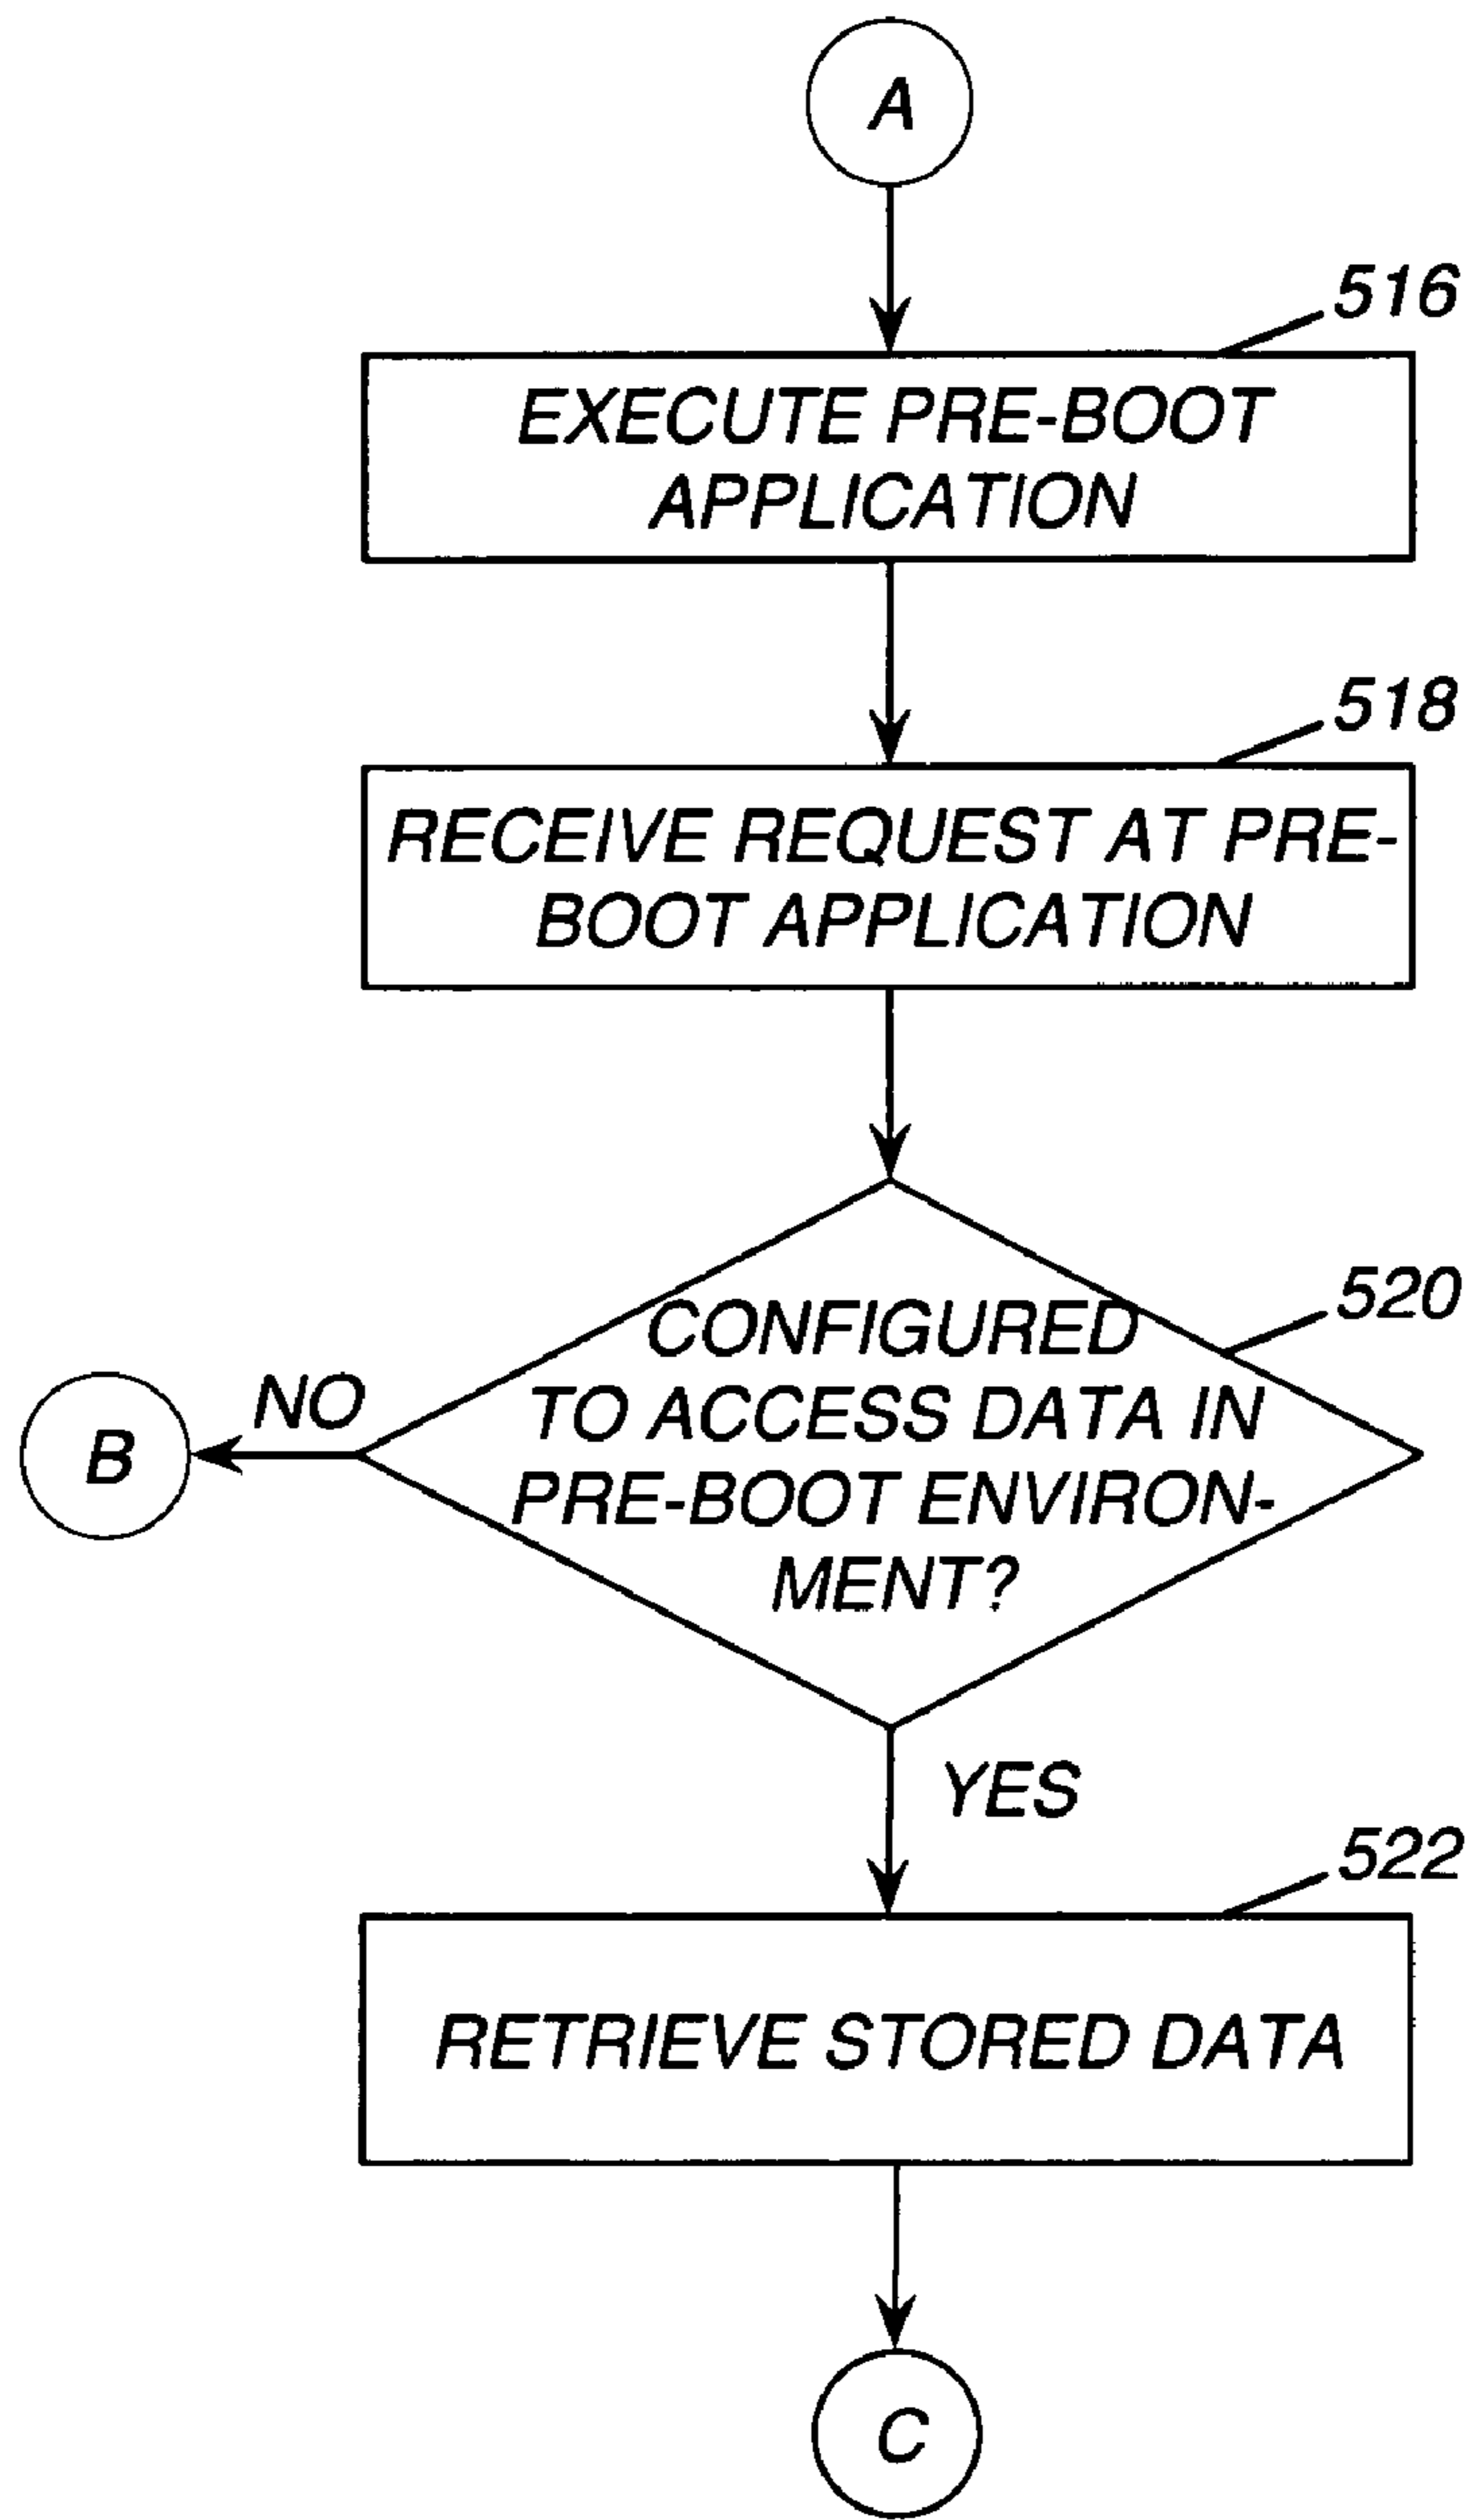 A
516
EXECUTE PRE-BOOT
APPLICATION
518
RECEIVE REQUEST AT PRE-
BOOT APPLICATION
520
CONFIGURED
TO ACCESS DATA IN
PRE-BOOT ENVIRON-
MENT?
NO
B
YES
522
RETRIEVE STORED DATA
C